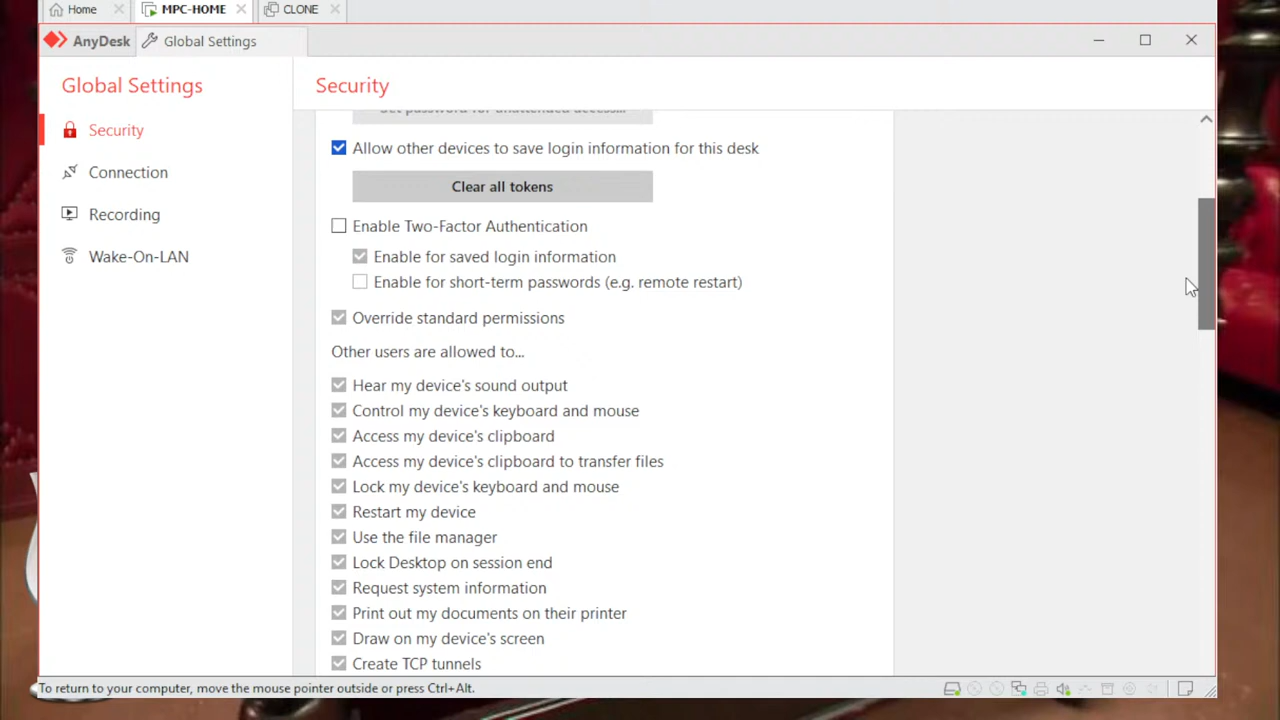 Home
MPC-HOME
CLONE
AnyDesk
Global Settings
Global Settings
Security
Connection
Recording
Wake-On-LAN
Security
Set password for unattended access...
Allow other devices to save login information for this desk
Clear all tokens
Enable Two-Factor Authentication
Enable for saved login information
Enable for short-term passwords (e.g. remote restart)
Override standard permissions
Other users are allowed to...
Hear my device's sound output
Control my device's keyboard and mouse
Access my device's clipboard
Access my device's clipboard to transfer files
Lock my device's keyboard and mouse
Restart my device
Use the file manager
Lock Desktop on session end
Request system information
Print out my documents on their printer
Draw on my device's screen
Create TCP tunnels
To return to your computer, move the mouse pointer outside or press Ctrl+Alt.